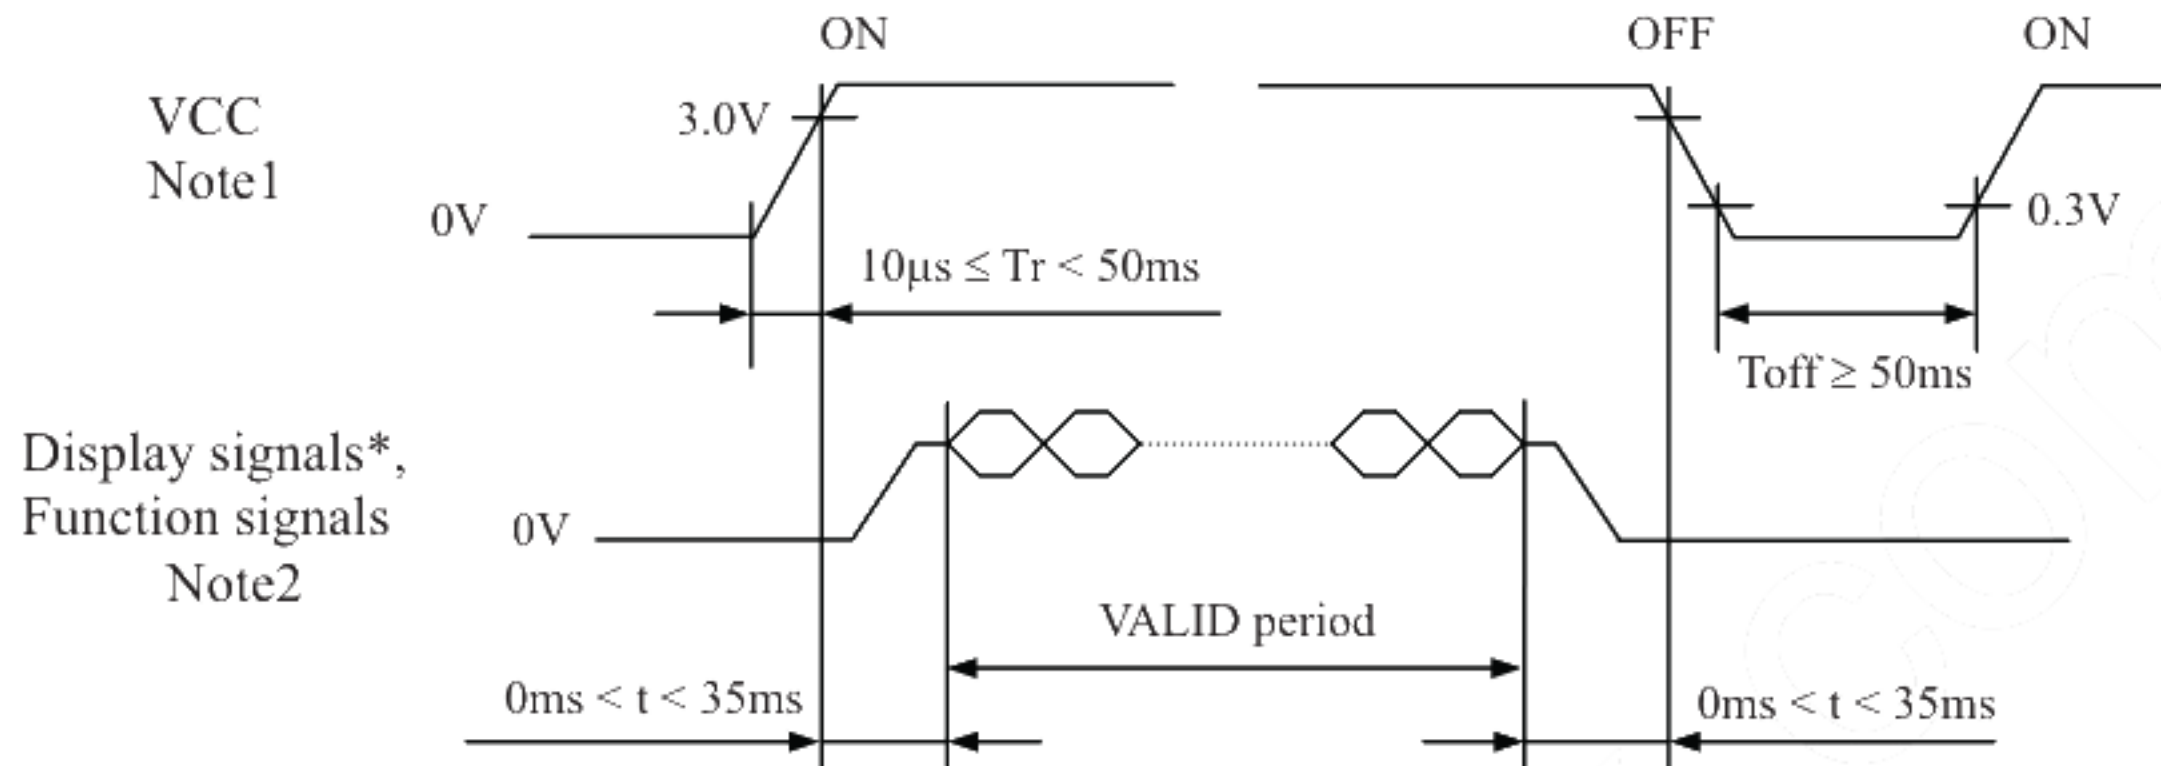 ON
OFF
ON
VCC
3.0V
Note1
0V
0.3V
10μs ≤ Tr < 50ms
Toff ≥ 50ms
Display signals*,
Function signals
0V
Note2
VALID period
0ms < t < 35ms
0ms < t < 35ms